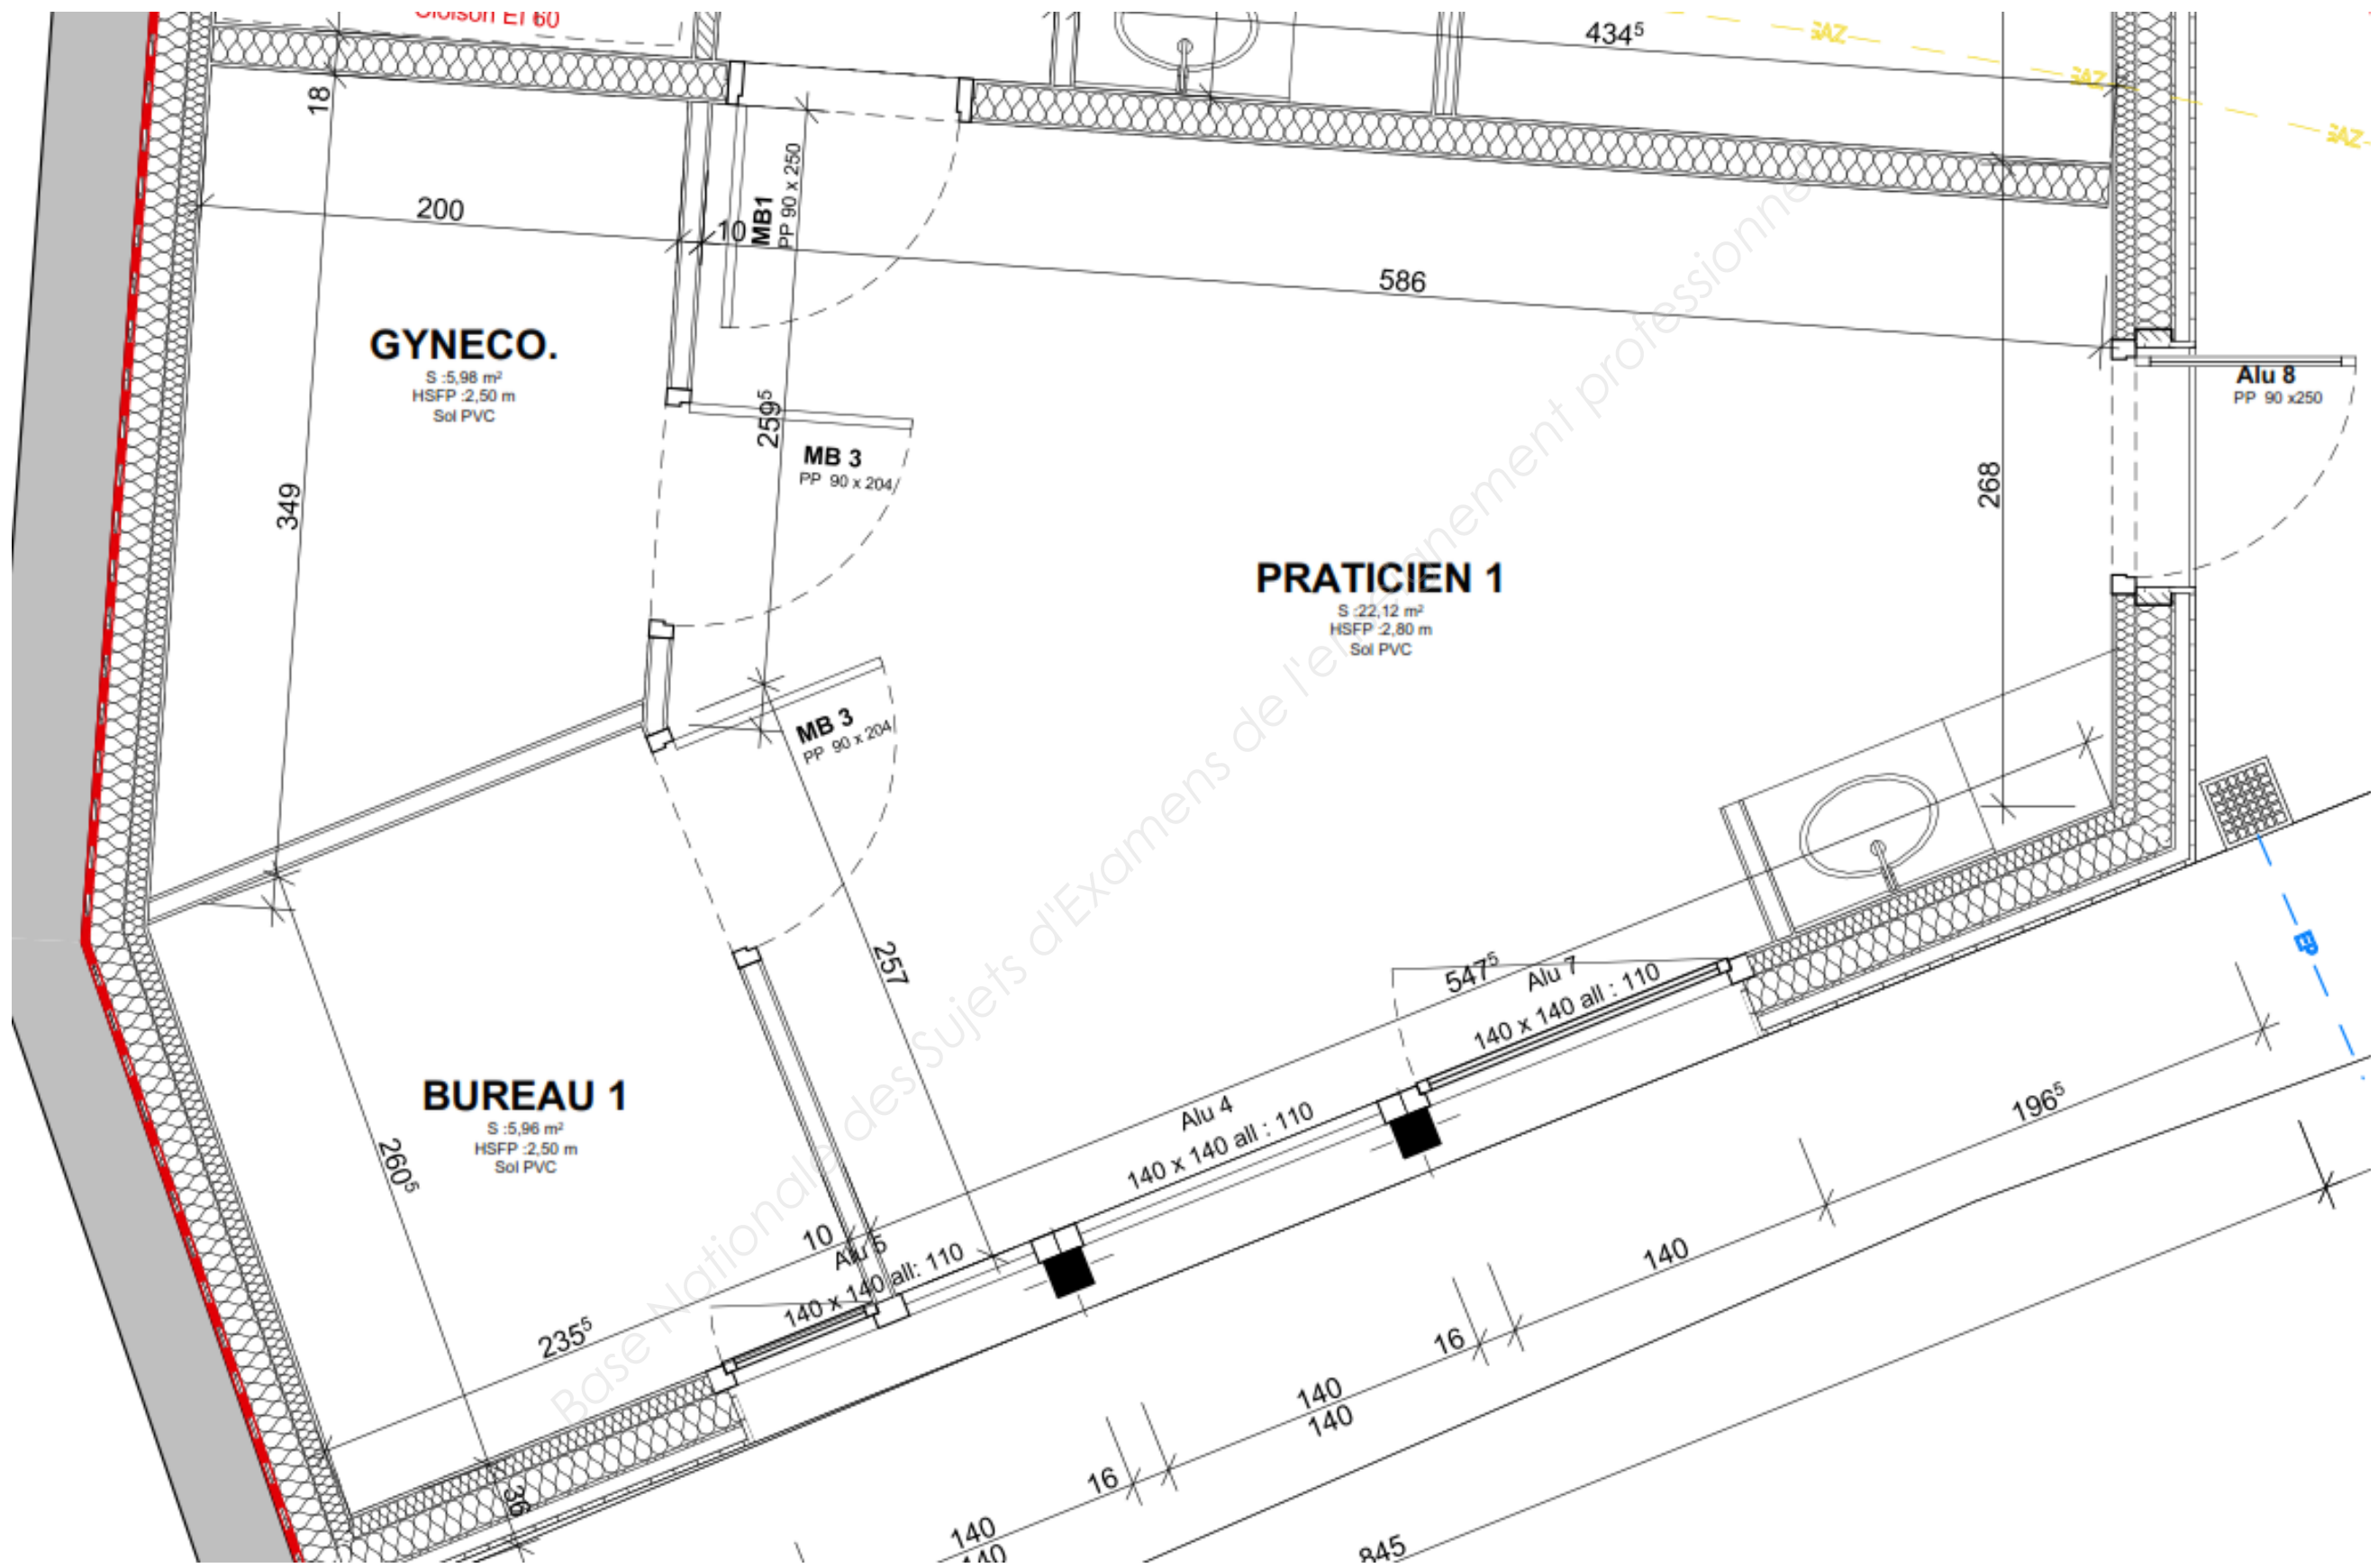 Cloison EI 60
434⁵
GAZ
GAZ
GAZ
18
200
10
MB1
PP 90 x 250
586
GYNECO.
S :5,98 m²
HSFP :2,50 m
Sol PVC
Alu 8
PP 90 x250
259⁵
MB 3
PP 90 x 204
349
268
PRATICIEN 1
S :22,12 m²
HSFP :2,80 m
Sol PVC
MB 3
PP 90 x 204
257
547⁵
Alu 7
140 x 140 all : 110
EP
BUREAU 1
S :5,96 m²
HSFP :2,50 m
Sol PVC
260⁵
Alu 4
140 x 140 all : 110
196⁵
10
Alu 5
140 x 140 all: 110
235⁵
140
16
140
140
16
36
140
140
845
Base Nationale des Sujets d'Examens de l'enseignement professionnel